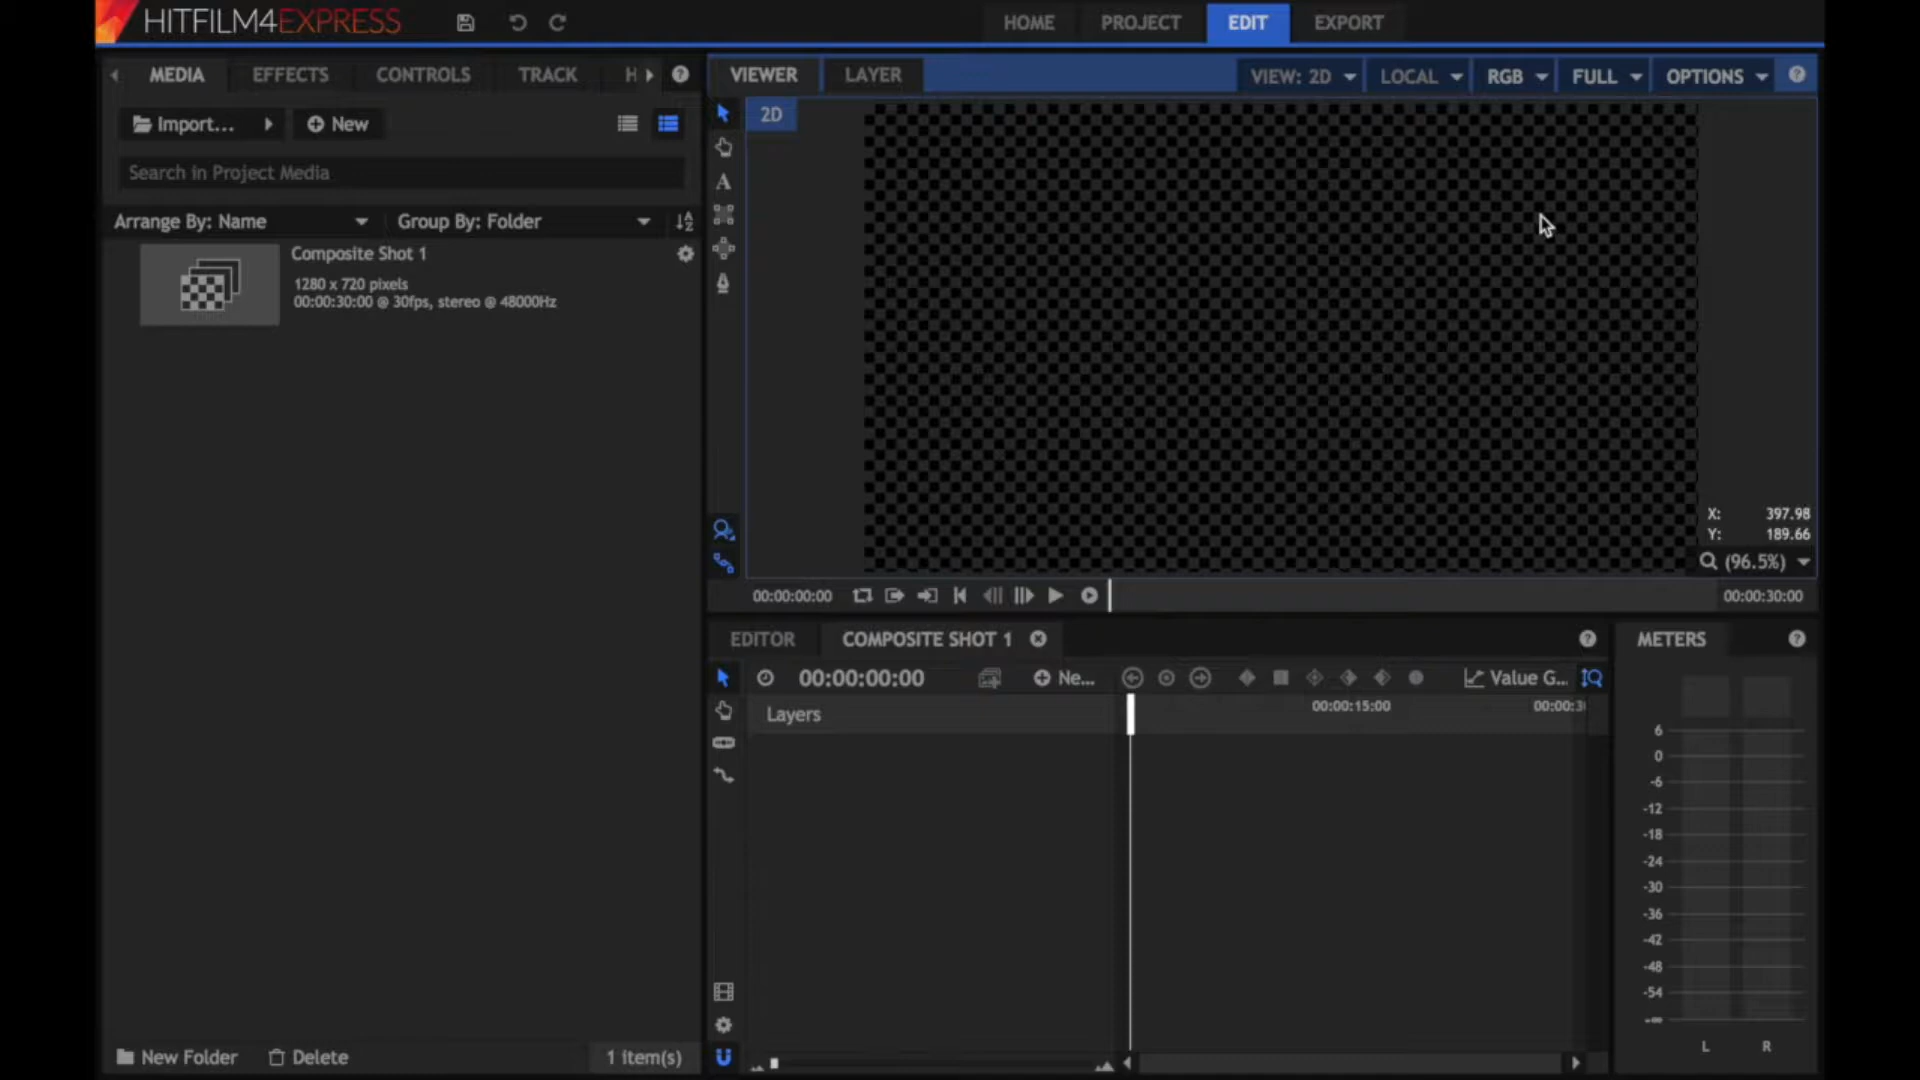 HITFILM4EXPRESS
HOME PROJECT EDIT EXPORT
MEDIA EFFECTS CONTROLS TRACK H
VIEWER LAYER VIEW: 2D LOCAL RGB FULL OPTIONS
Import... New
2D
Search in Project Media
A
Arrange By: Name Group By: Folder
Composite Shot 1
1280 x 720 pixels
00:00:30:00 @ 30fps, stereo @ 48000Hz
X: 397.98
Y: 189.66
(96.5%)
00:00:00:00 00:00:30:00
EDITOR COMPOSITE SHOT 1 METERS
00:00:00:00 Ne... Value G...
00:00:15:00 00:00:3
Layers
6
0
-6
-12
-18
-24
-30
-36
-42
-48
-54
-∞
L R
New Folder Delete 1 item(s)